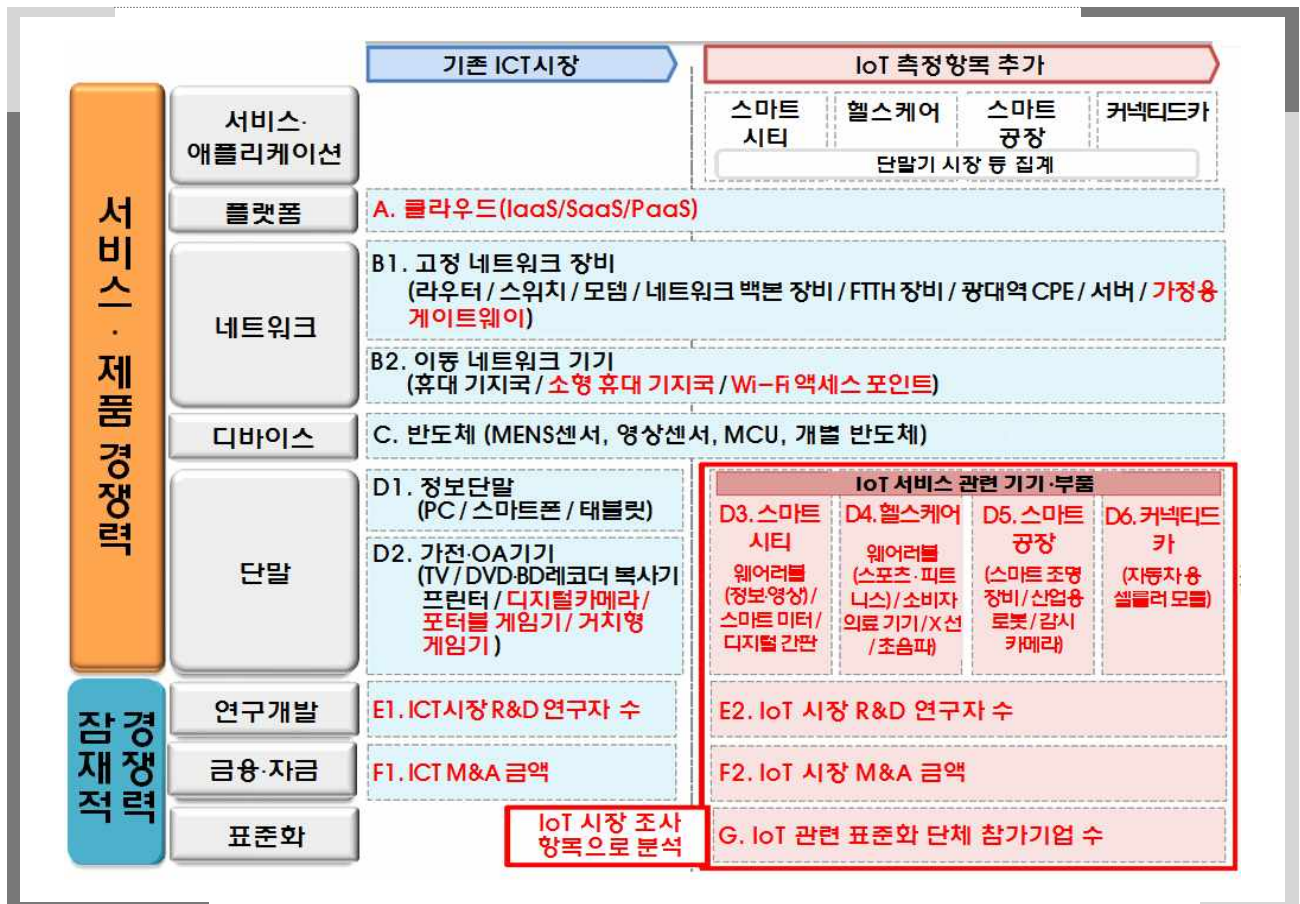 기존 ICT시장
IoT 측정항목 추가
서비스·제품 경쟁력
서비스·
애플리케이션
스마트
시티
헬스케어
스마트
공장
커넥티드카
단말기 시장 등 집계
플랫폼
A. 클라우드(IaaS/SaaS/PaaS)
네트워크
B1. 고정 네트워크 장비
(라우터 / 스위치 / 모뎀 / 네트워크 백본 장비 / FTTH 장비 / 광대역 CPE / 서버 / 가정용
게이트웨이)
B2. 이동 네트워크 기기
(휴대 기지국 / 소형 휴대 기지국 / Wi-Fi 액세스 포인트)
디바이스
C. 반도체 (MENS센서, 영상센서, MCU, 개별 반도체)
단말
D1. 정보단말
(PC / 스마트폰 / 태블릿)
D2. 가전·OA기기
(TV / DVD·BD레코더 복사기
프린터 / 디지털카메라 /
포터블 게임기 / 거치형
게임기 )
IoT 서비스 관련 기기·부품
D3. 스마트
시티
웨어러블
(정보·영상) /
스마트 미터 /
디지털 간판
D4. 헬스케어
웨어러블
(스포츠·피트
니스) / 소비자
의료 기기 / X선
/ 초음파)
D5. 스마트
공장
(스마트 조명
장비 / 산업용
로봇 / 감시
카메라)
D6. 커넥티드
카
(자동차 용
셀룰러 모듈)
잠재적 경쟁력
연구개발
E1. ICT시장 R&D 연구자 수
E2. IoT 시장 R&D 연구자 수
금융·자금
F1. ICT M&A 금액
F2. IoT 시장 M&A 금액
표준화
IoT 시장 조사
항목으로 분석
G. IoT 관련 표준화 단체 참가기업 수